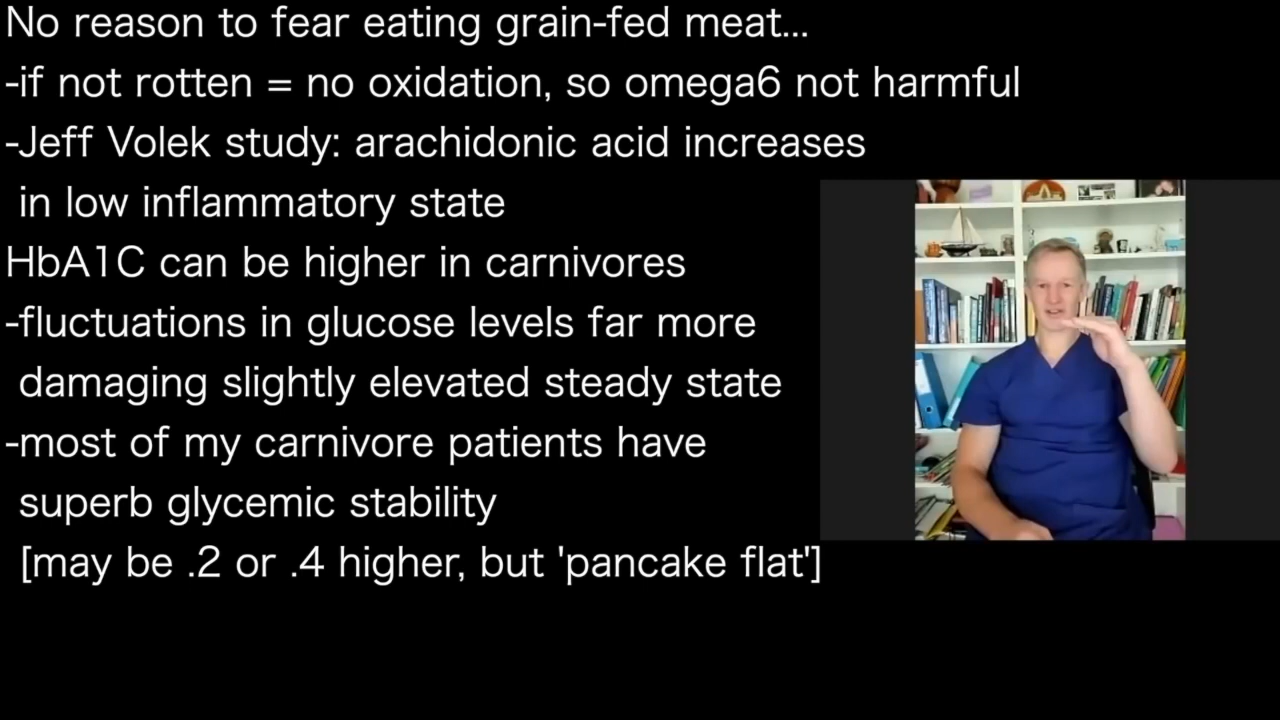 No reason to fear eating grain-fed meat...
-if not rotten = no oxidation, so omega6 not harmful
-Jeff Volek study: arachidonic acid increases
in low inflammatory state
HbA1C can be higher in carnivores
-fluctuations in glucose levels far more
damaging slightly elevated steady state
-most of my carnivore patients have
superb glycemic stability
[may be .2 or .4 higher, but 'pancake flat']